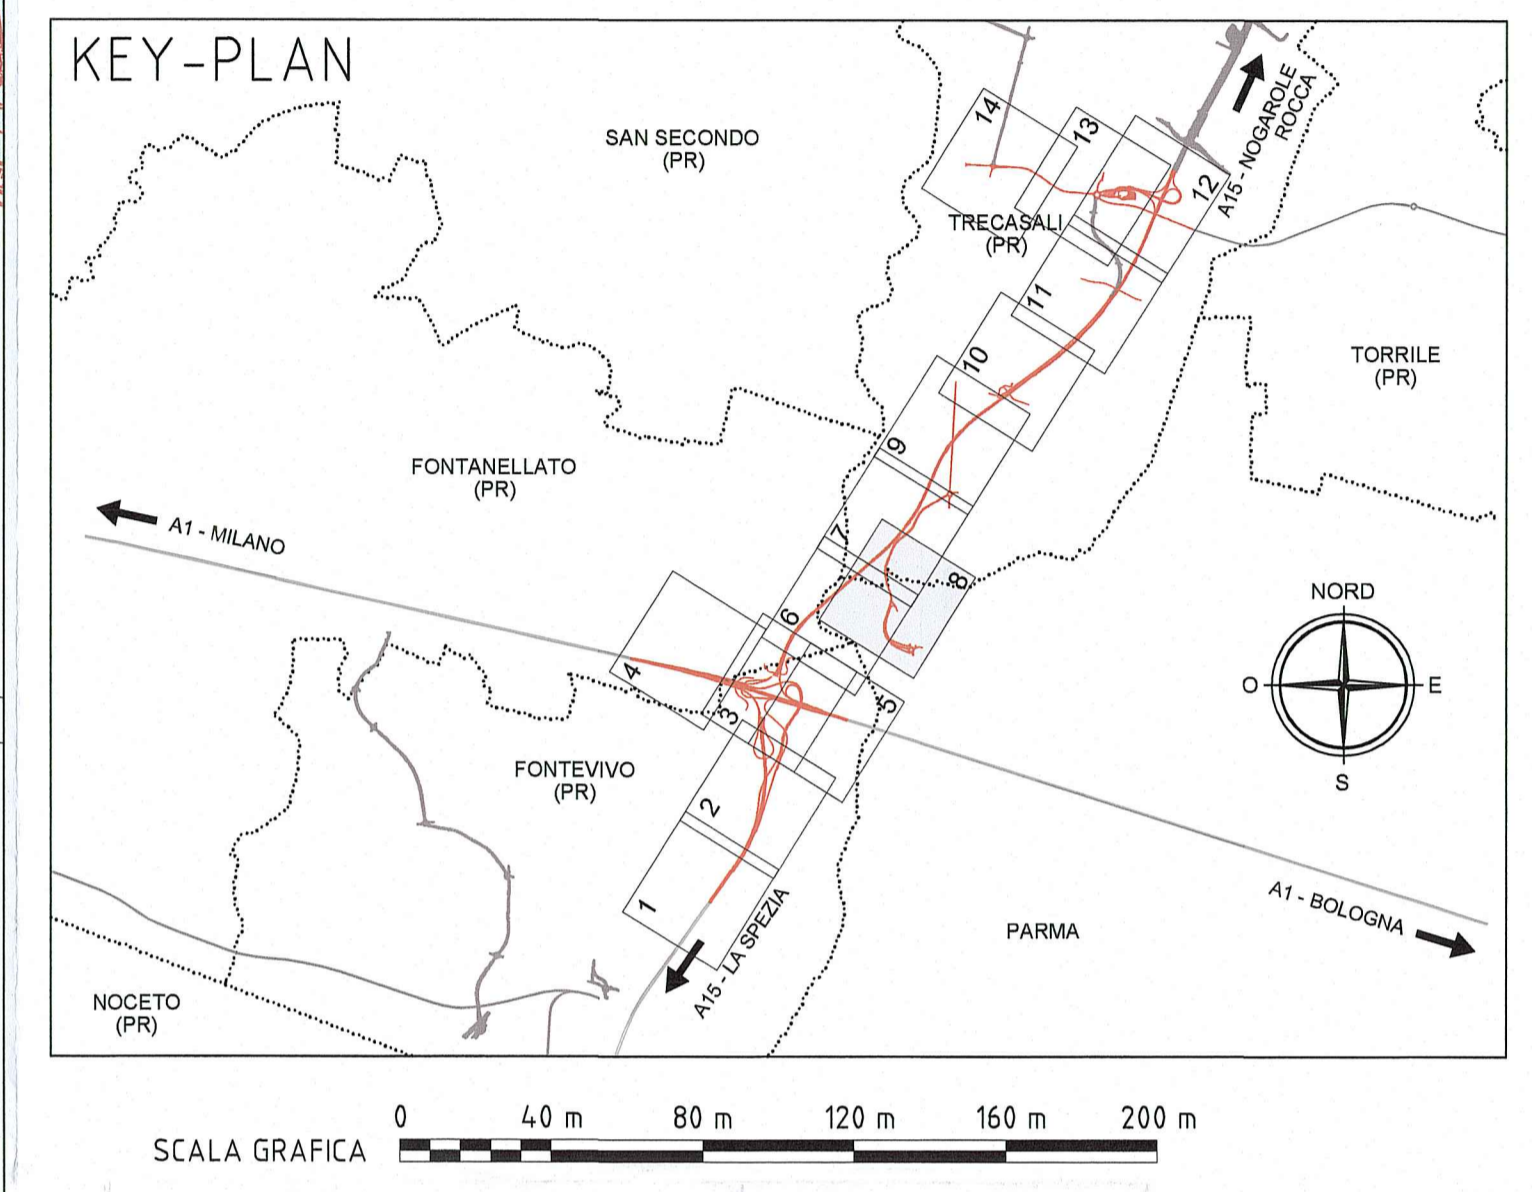 KEY-PLAN
SAN SECONDO
(PR)
14
13
12
A15 - NOGAROLE
ROCCA
TRECASALI
(PR)
11
10
TORRILE
(PR)
FONTANELLATO
(PR)
9
A1 - MILANO
7
8
6
NORD
O
E
S
4
3
5
FONTEVIVO
(PR)
2
1
A15 - LA SPEZIA
PARMA
A1 - BOLOGNA
NOCETO
(PR)
0 40 m 80 m 120 m 160 m 200 m
SCALA GRAFICA